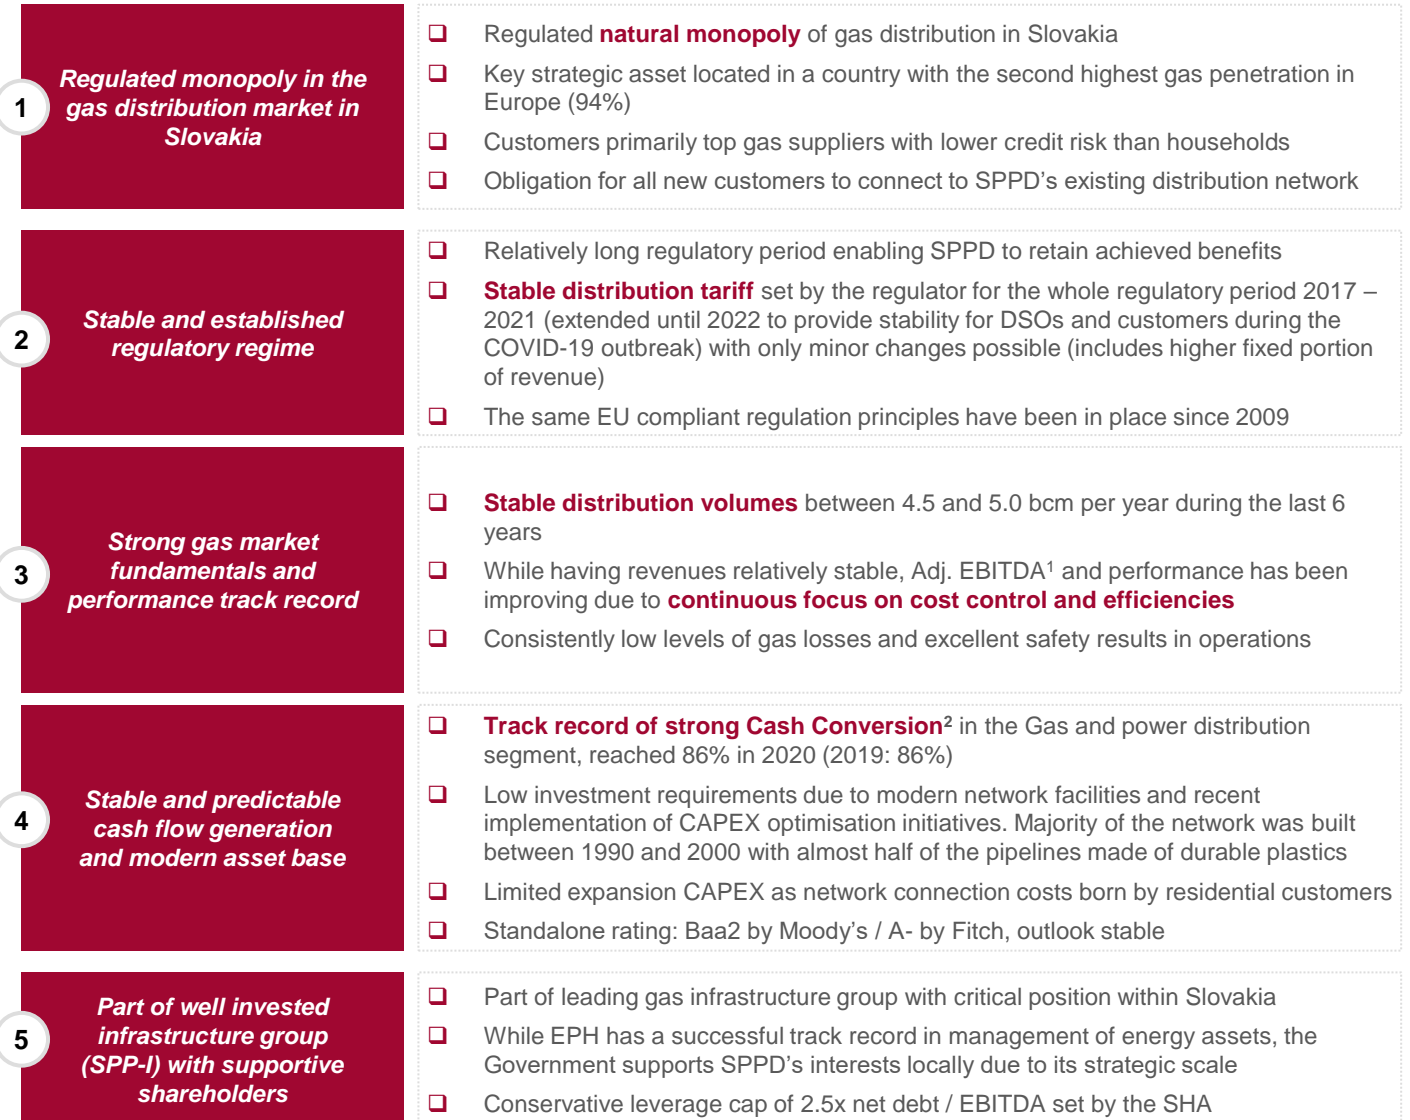 1
Regulated monopoly in the
gas distribution market in
Slovakia
Regulated natural monopoly of gas distribution in Slovakia
Key strategic asset located in a country with the second highest gas penetration in
Europe (94%)
Customers primarily top gas suppliers with lower credit risk than households
Obligation for all new customers to connect to SPPD’s existing distribution network
2
Stable and established
regulatory regime
Relatively long regulatory period enabling SPPD to retain achieved benefits
Stable distribution tariff set by the regulator for the whole regulatory period 2017 –
2021 (extended until 2022 to provide stability for DSOs and customers during the
COVID-19 outbreak) with only minor changes possible (includes higher fixed portion
of revenue)
The same EU compliant regulation principles have been in place since 2009
3
Strong gas market
fundamentals and
performance track record
Stable distribution volumes between 4.5 and 5.0 bcm per year during the last 6
years
While having revenues relatively stable, Adj. EBITDA¹ and performance has been
improving due to continuous focus on cost control and efficiencies
Consistently low levels of gas losses and excellent safety results in operations
4
Stable and predictable
cash flow generation
and modern asset base
Track record of strong Cash Conversion² in the Gas and power distribution
segment, reached 86% in 2020 (2019: 86%)
Low investment requirements due to modern network facilities and recent
implementation of CAPEX optimisation initiatives. Majority of the network was built
between 1990 and 2000 with almost half of the pipelines made of durable plastics
Limited expansion CAPEX as network connection costs born by residential customers
Standalone rating: Baa2 by Moody’s / A- by Fitch, outlook stable
5
Part of well invested
infrastructure group
(SPP-I) with supportive
shareholders
Part of leading gas infrastructure group with critical position within Slovakia
While EPH has a successful track record in management of energy assets, the
Government supports SPPD’s interests locally due to its strategic scale
Conservative leverage cap of 2.5x net debt / EBITDA set by the SHA